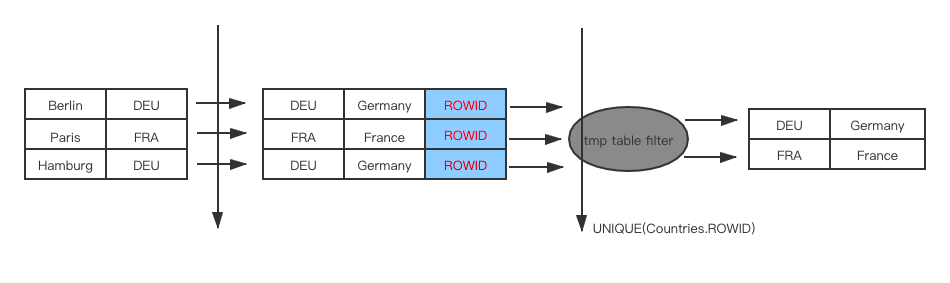 Berlin DEU
Paris FRA
Hamburg DEU
DEU Germany ROWID
FRA France ROWID
DEU Germany ROWID
tmp table filter
UNIQUE(Countries.ROWID)
DEU Germany
FRA France